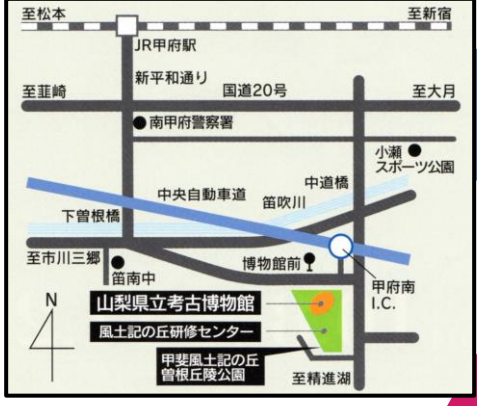 至松本
至新宿
JR甲府駅
新平和通り
至韮崎
国道20号
至大月
南甲府警察署
小瀬
スポーツ公園
中道橋
中央自動車道
笛吹川
下曽根橋
至市川三郷
博物館前
笛南中
甲府南
I.C.
N
山梨県立考古博物館
風土記の丘研修センター
甲斐風土記の丘
曽根丘陵公園
至精進湖